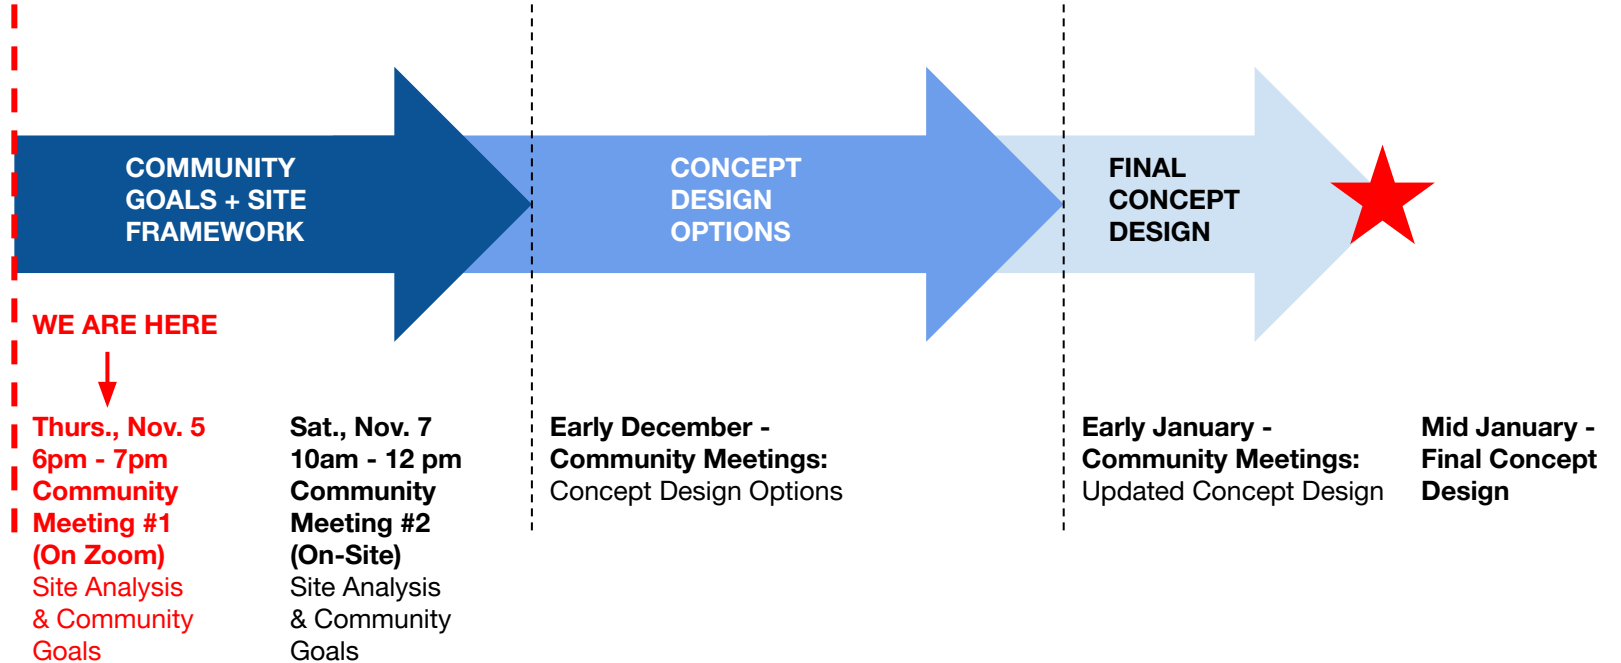 COMMUNITY
GOALS + SITE
FRAMEWORK
CONCEPT
DESIGN
OPTIONS
FINAL
CONCEPT
DESIGN
WE ARE HERE
Thurs., Nov. 5
6pm - 7pm
Community
Meeting #1
(On Zoom)
Site Analysis
& Community
Goals
Sat., Nov. 7
10am - 12 pm
Community
Meeting #2
(On-Site)
Site Analysis
& Community
Goals
Early December -
Community Meetings:
Concept Design Options
Early January -
Community Meetings:
Updated Concept Design
Mid January -
Final Concept
Design